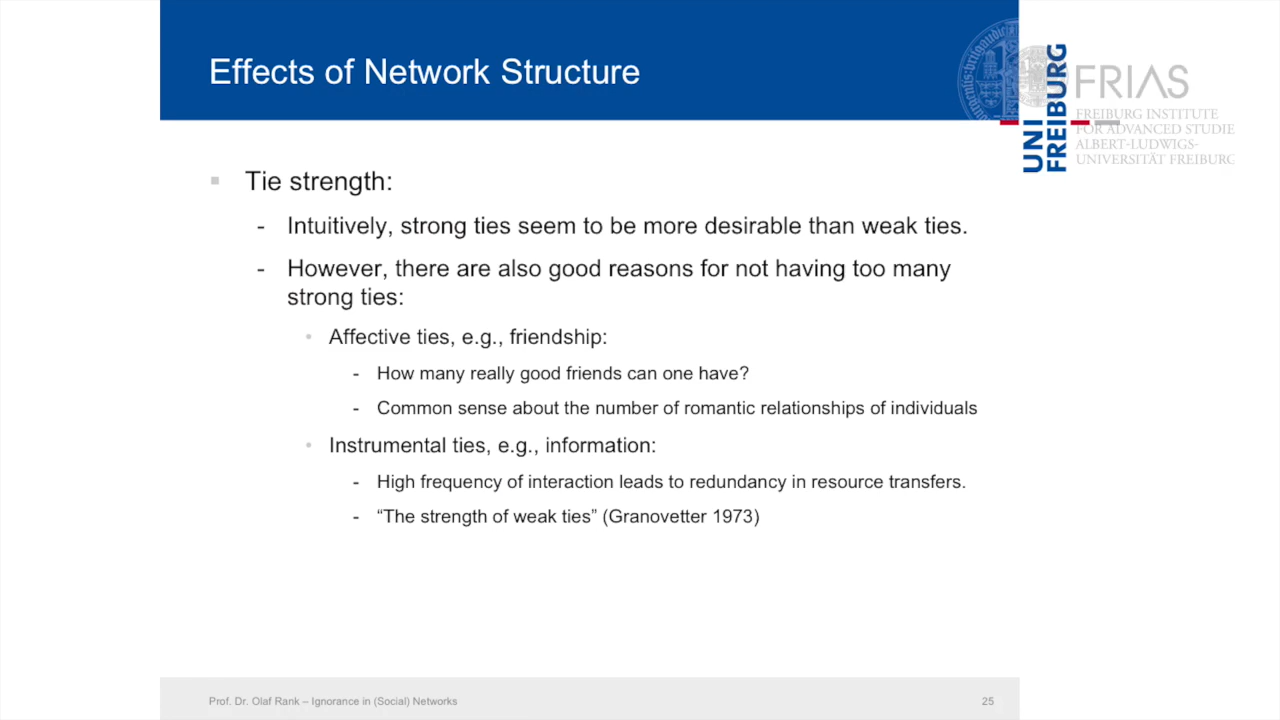 Effects of Network Structure
UNI
FREIBURG
FRIAS
FREIBURG INSTITUTE
FOR ADVANCED STUDIE
ALBERT-LUDWIGS-
UNIVERSITÄT FREIBURG
Tie strength:
- Intuitively, strong ties seem to be more desirable than weak ties.
- However, there are also good reasons for not having too many
strong ties:
• Affective ties, e.g., friendship:
- How many really good friends can one have?
- Common sense about the number of romantic relationships of individuals
• Instrumental ties, e.g., information:
- High frequency of interaction leads to redundancy in resource transfers.
- “The strength of weak ties” (Granovetter 1973)
Prof. Dr. Olaf Rank – Ignorance in (Social) Networks
25